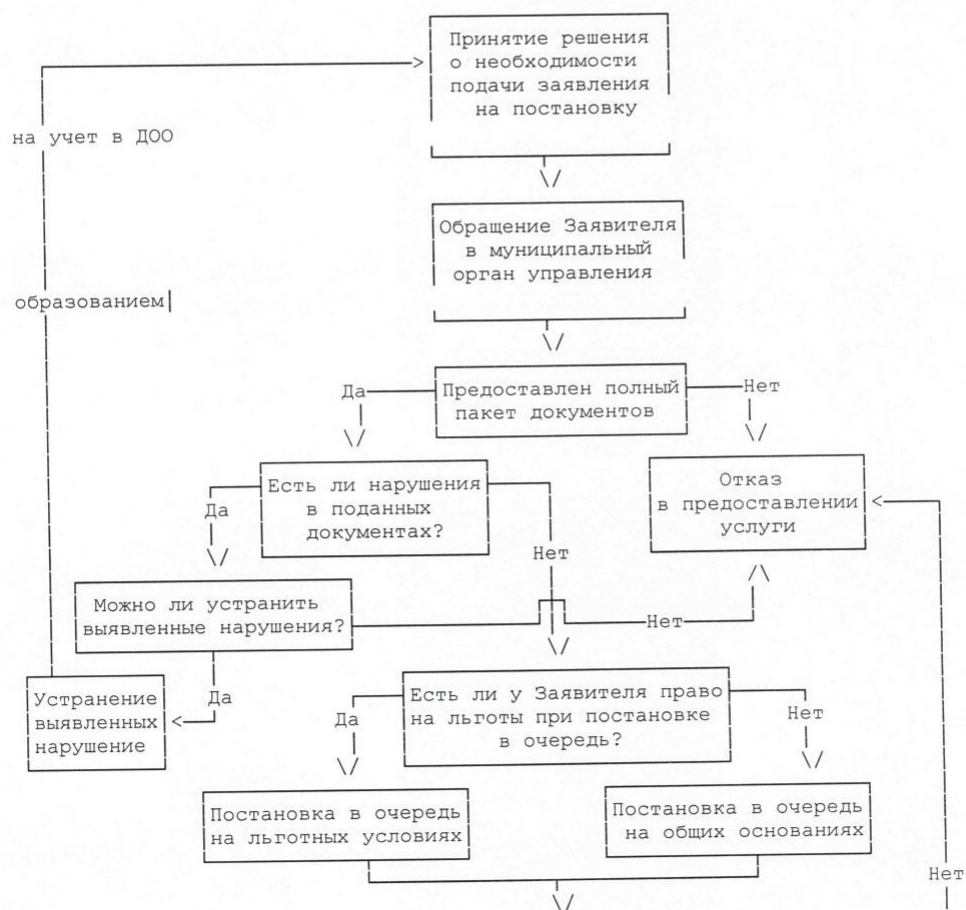 Принятие решения
о необходимости
подачи заявления
на постановку
на учет в ДОО
Обращение Заявителя
в муниципальный
орган управления
образованием
Да
Предоставлен полный
пакет документов
Нет
Есть ли нарушения
в поданных
документах?
Да
Нет
Отказ
в предоставлении
услуги
Можно ли устранить
выявленные нарушения?
Нет
Да
Устранение
выявленных
нарушение
Есть ли у Заявителя право
на льготы при постановке
в очередь?
Да
Нет
Постановка в очередь
на льготных условиях
Постановка в очередь
на общих основаниях
Нет